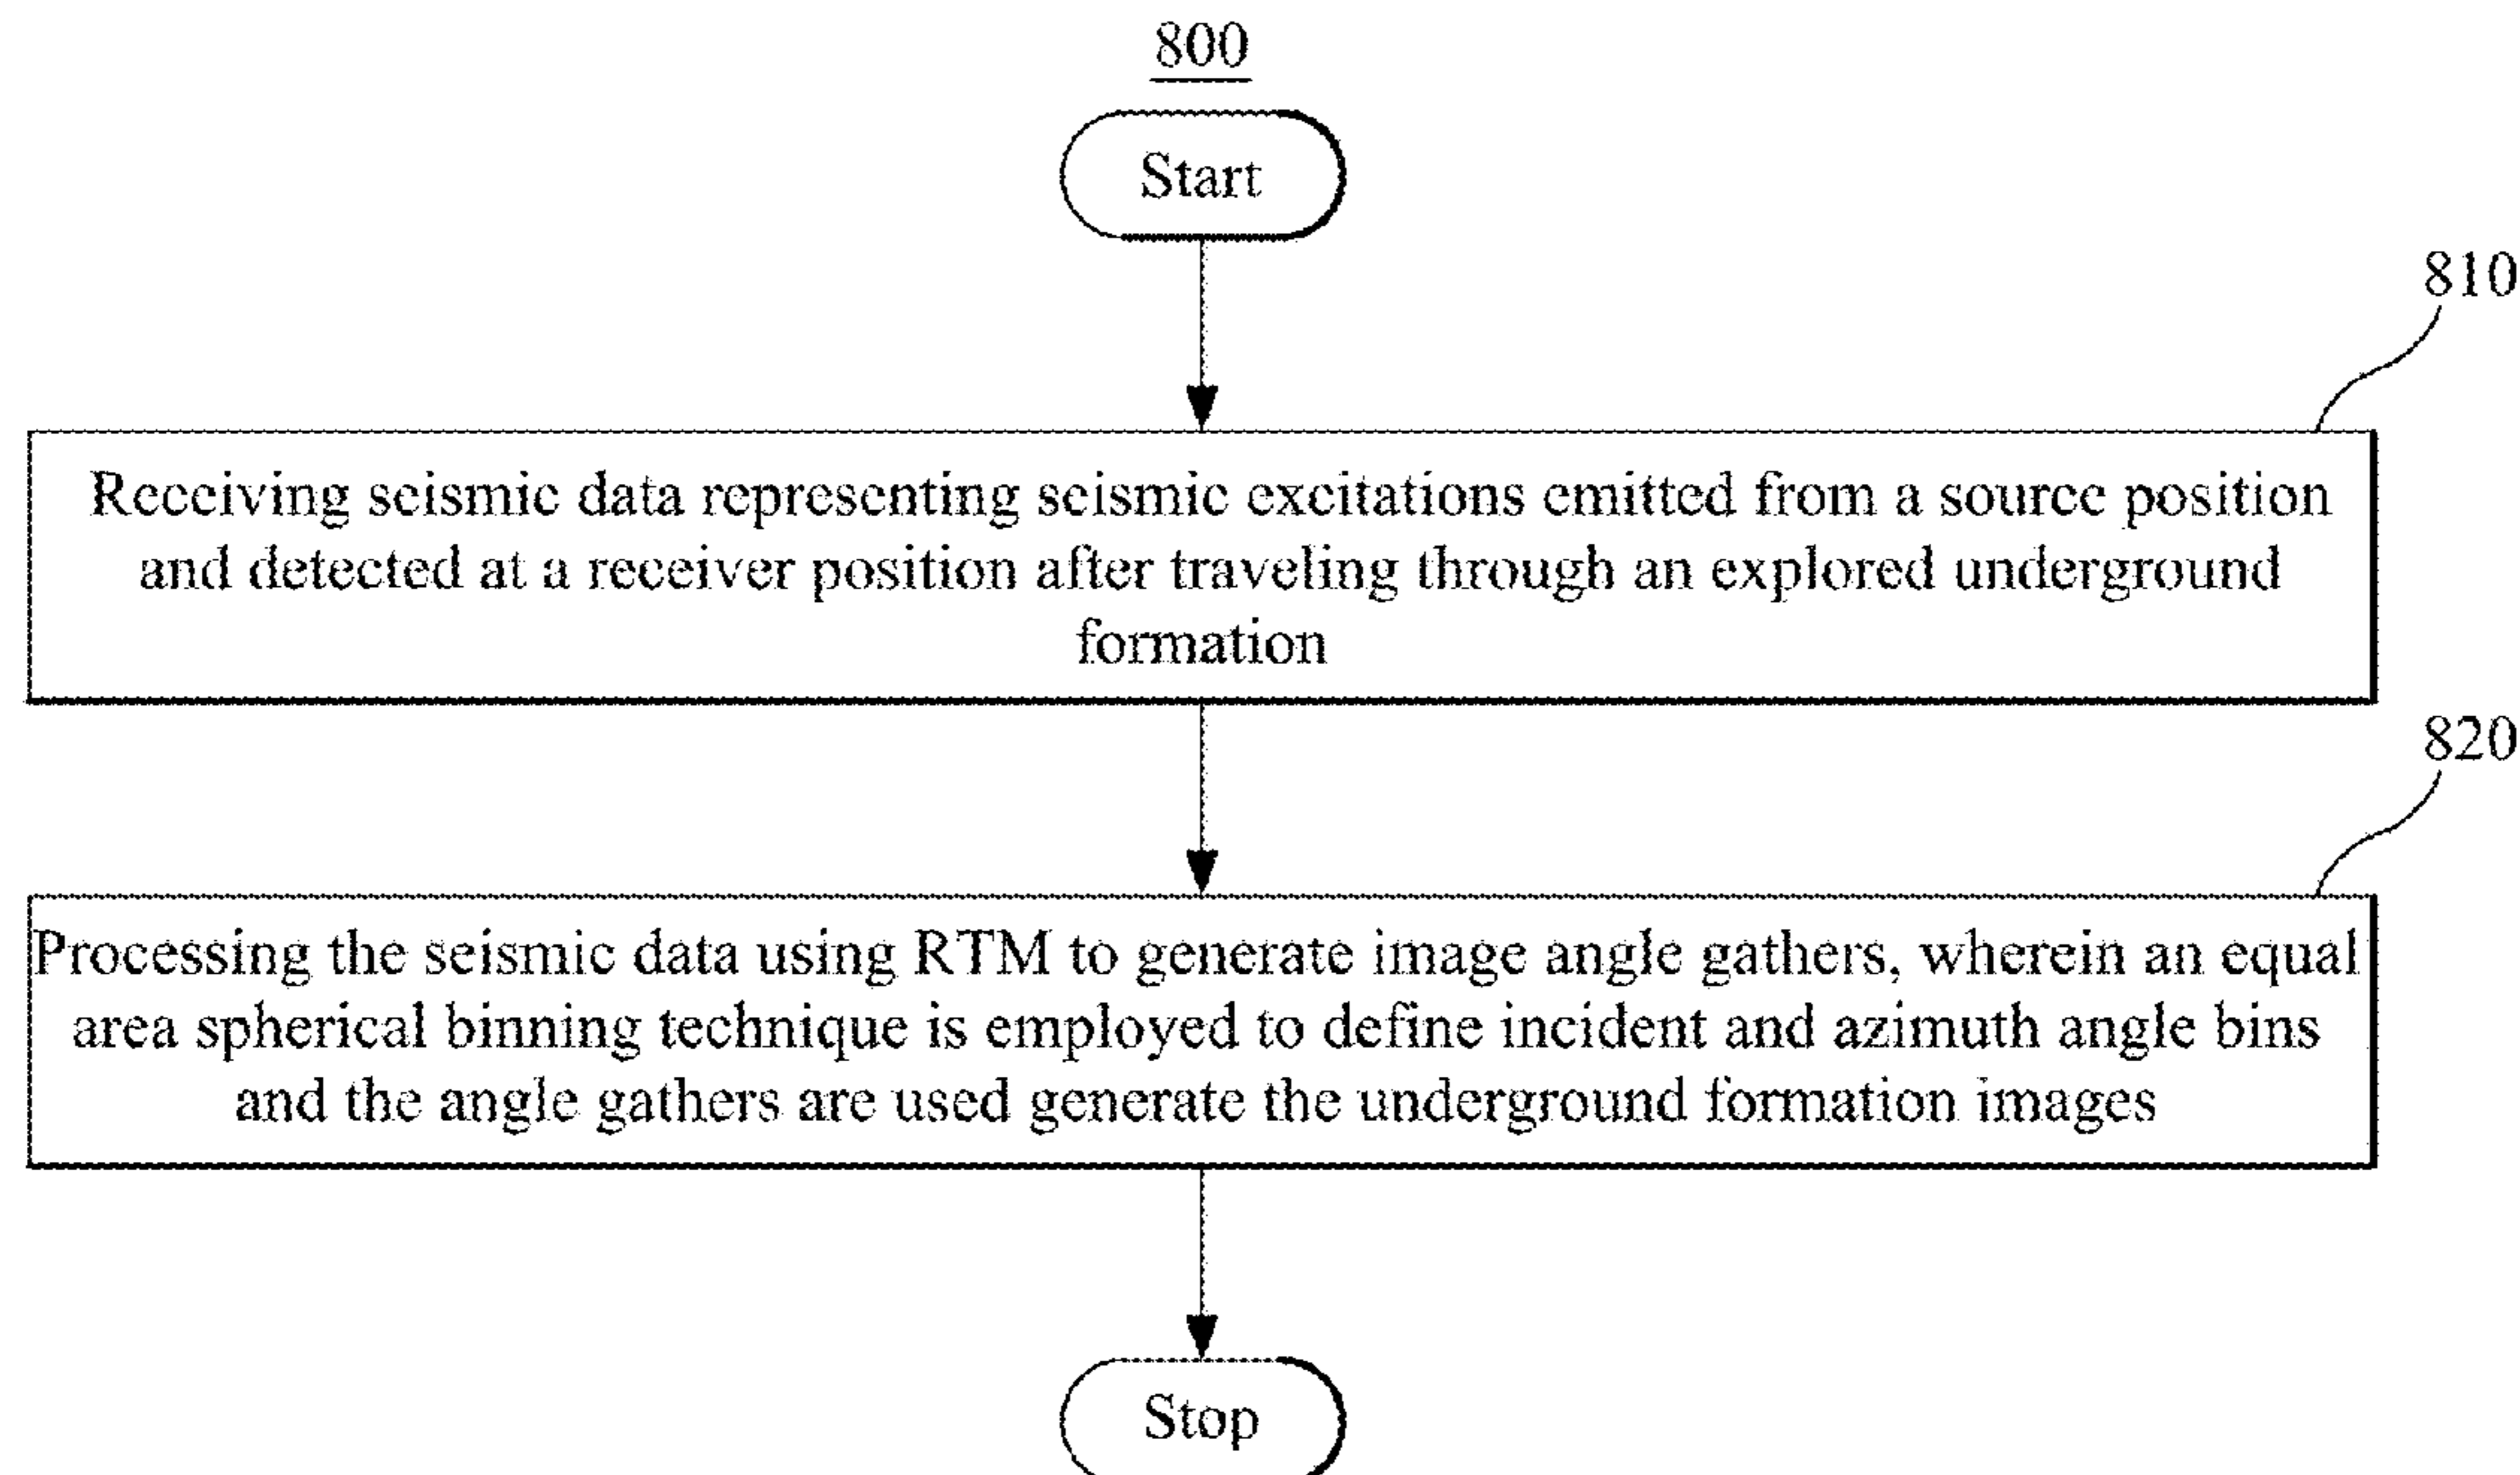 800
Start
810
Receiving seismic data representing seismic excitations emitted from a source position
and detected at a receiver position after traveling through an explored underground
formation
820
Processing the seismic data using RTM to generate image angle gathers, wherein an equal
area spherical binning technique is employed to define incident and azimuth angle bins
and the angle gathers are used generate the underground formation images
Stop